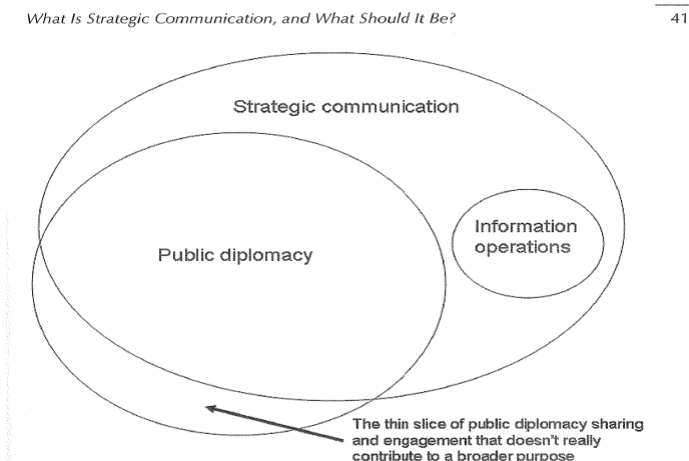 What Is Strategic Communication, and What Should It Be?
41
Strategic communication
Information
operations
Public diplomacy
The thin slice of public diplomacy sharing
and engagement that doesn't really
contribute to a broader purpose